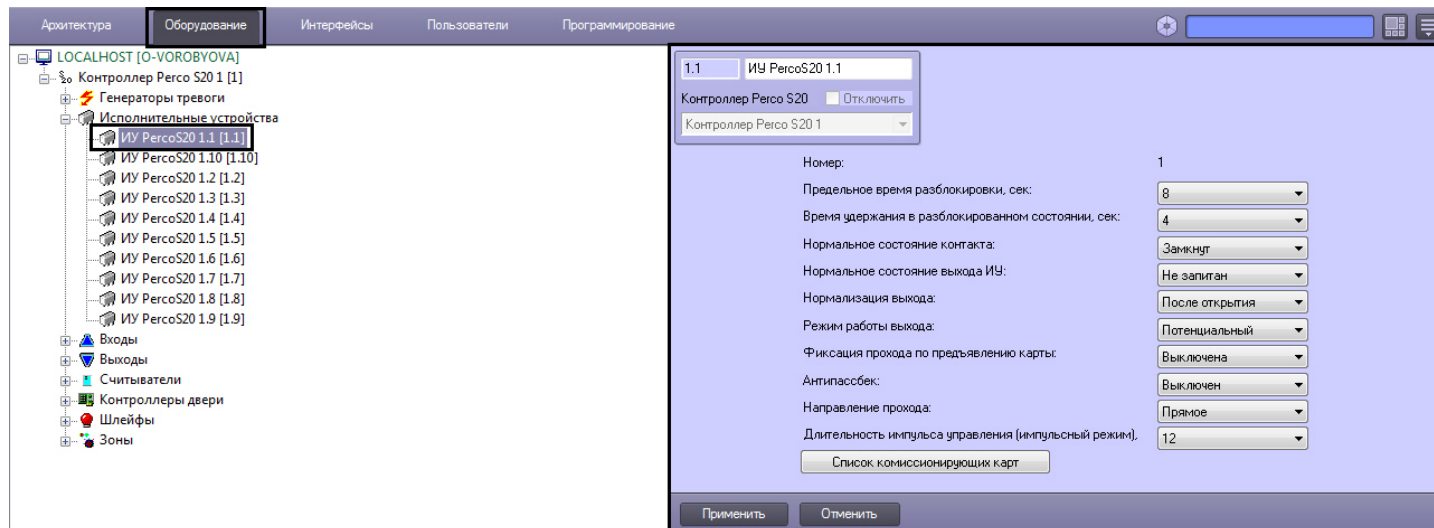 Архитектура Оборудование Интерфейсы Пользователи Программирование
LOCALHOST [O-VOROBYOVA]
Контроллер Perco S20 1 [1]
Генераторы тревоги
Исполнительные устройства
ИУ PercoS20 1.1 [1.1]
ИУ PercoS20 1.10 [1.10]
ИУ PercoS20 1.2 [1.2]
ИУ PercoS20 1.3 [1.3]
ИУ PercoS20 1.4 [1.4]
ИУ PercoS20 1.5 [1.5]
ИУ PercoS20 1.6 [1.6]
ИУ PercoS20 1.7 [1.7]
ИУ PercoS20 1.8 [1.8]
ИУ PercoS20 1.9 [1.9]
Входы
Выходы
Считыватели
Контроллеры двери
Шлейфы
Зоны
1.1 ИУ PercoS20 1.1
Контроллер Perco S20 Отключить
Контроллер Perco S20 1
Номер: 1
Предельное время разблокировки, сек: 8
Время удержания в разблокированном состоянии, сек: 4
Нормальное состояние контакта: Замкнут
Нормальное состояние выхода ИУ: Не запитан
Нормализация выхода: После открытия
Режим работы выхода: Потенциальный
Фиксация прохода по предъявлению карты: Выключена
Антипассбек: Выключен
Направление прохода: Прямое
Длительность импульса управления (импульсный режим), 12
Список комиссионирующих карт
Применить Отменить